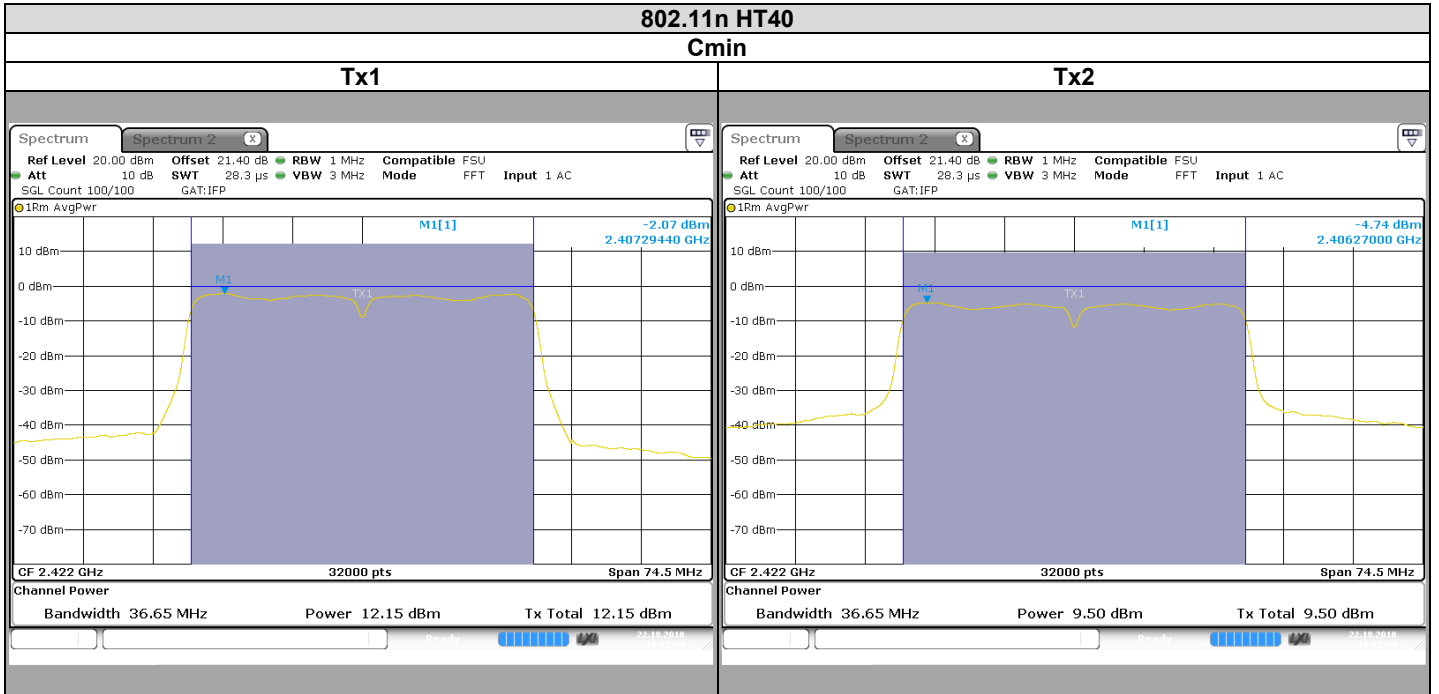 802.11n HT40
Cmin
Tx1 Tx2
Spectrum Spectrum 2 X
Ref Level 20.00 dBm Offset 21.40 dB RBW 1 MHz Compatible FSU
Att 10 dB SWT 28.3 µs VBW 3 MHz Mode FFT Input 1 AC
SGL Count 100/100 GAT:IFP
1Rm AvgPwr
M1[1] -2.07 dBm
2.40729440 GHz
10 dBm
M1
0 dBm
TX1
-10 dBm
-20 dBm
-30 dBm
-40 dBm
-50 dBm
-60 dBm
-70 dBm
CF 2.422 GHz 32000 pts Span 74.5 MHz
Channel Power
Bandwidth 36.65 MHz Power 12.15 dBm Tx Total 12.15 dBm
Ready 22.10.2018
Spectrum Spectrum 2 X
Ref Level 20.00 dBm Offset 21.40 dB RBW 1 MHz Compatible FSU
Att 10 dB SWT 28.3 µs VBW 3 MHz Mode FFT Input 1 AC
SGL Count 100/100 GAT:IFP
1Rm AvgPwr
M1[1] -4.74 dBm
2.40627000 GHz
10 dBm
0 dBm
M1
TX1
-10 dBm
-20 dBm
-30 dBm
-40 dBm
-50 dBm
-60 dBm
-70 dBm
CF 2.422 GHz 32000 pts Span 74.5 MHz
Channel Power
Bandwidth 36.65 MHz Power 9.50 dBm Tx Total 9.50 dBm
Ready 22.10.2018